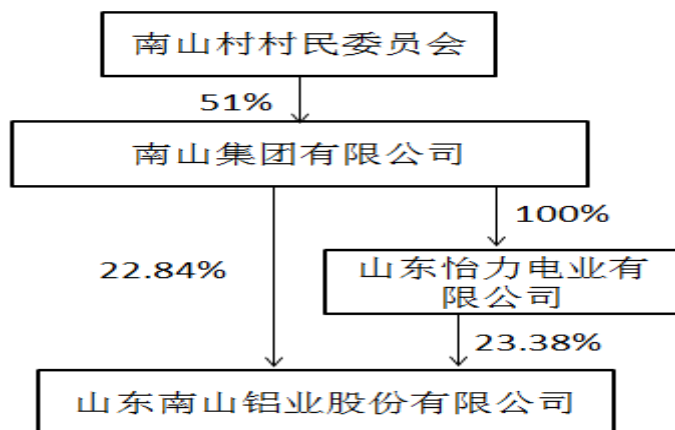 南山村村民委员会
51%
南山集团有限公司
100%
22.84%
山东怡力电业有
限公司
23.38%
山东南山铝业股份有限公司